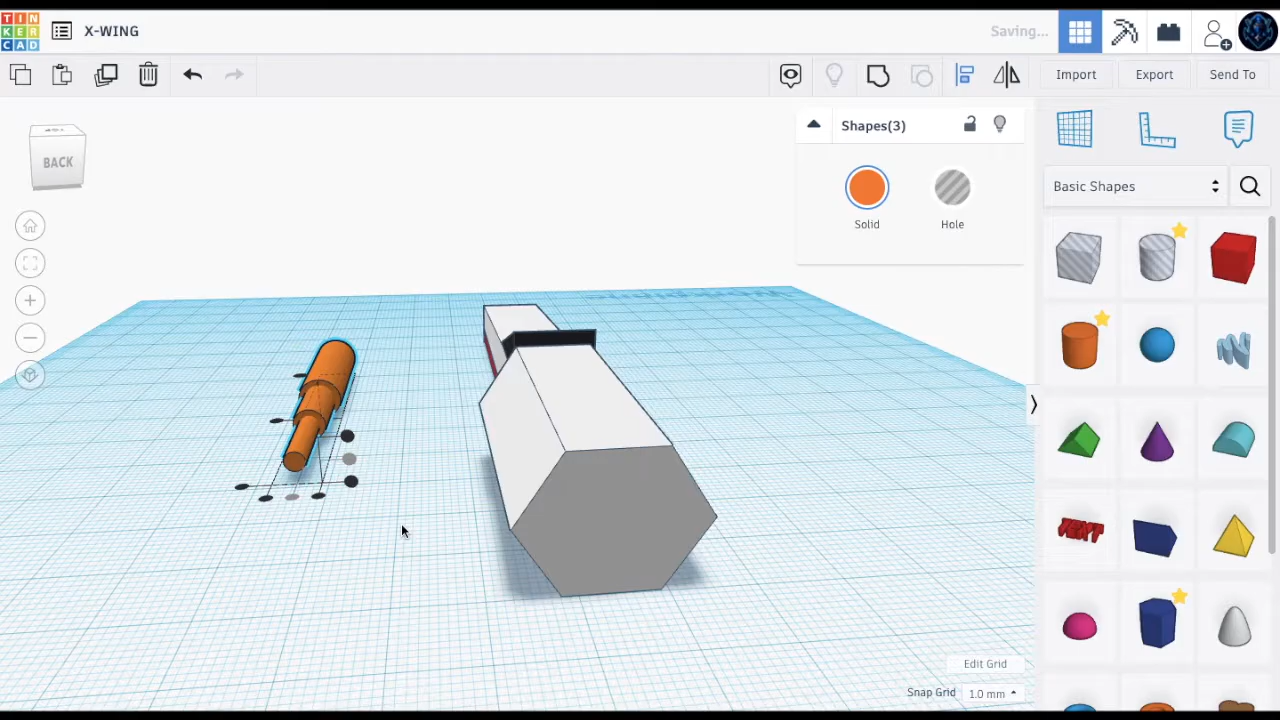 TIN
KER
CAD
X-WING
Saving...
Import
Export
Send To
BACK
Shapes(3)
Solid
Hole
Basic Shapes
TEXT
Edit Grid
Snap Grid
1.0 mm